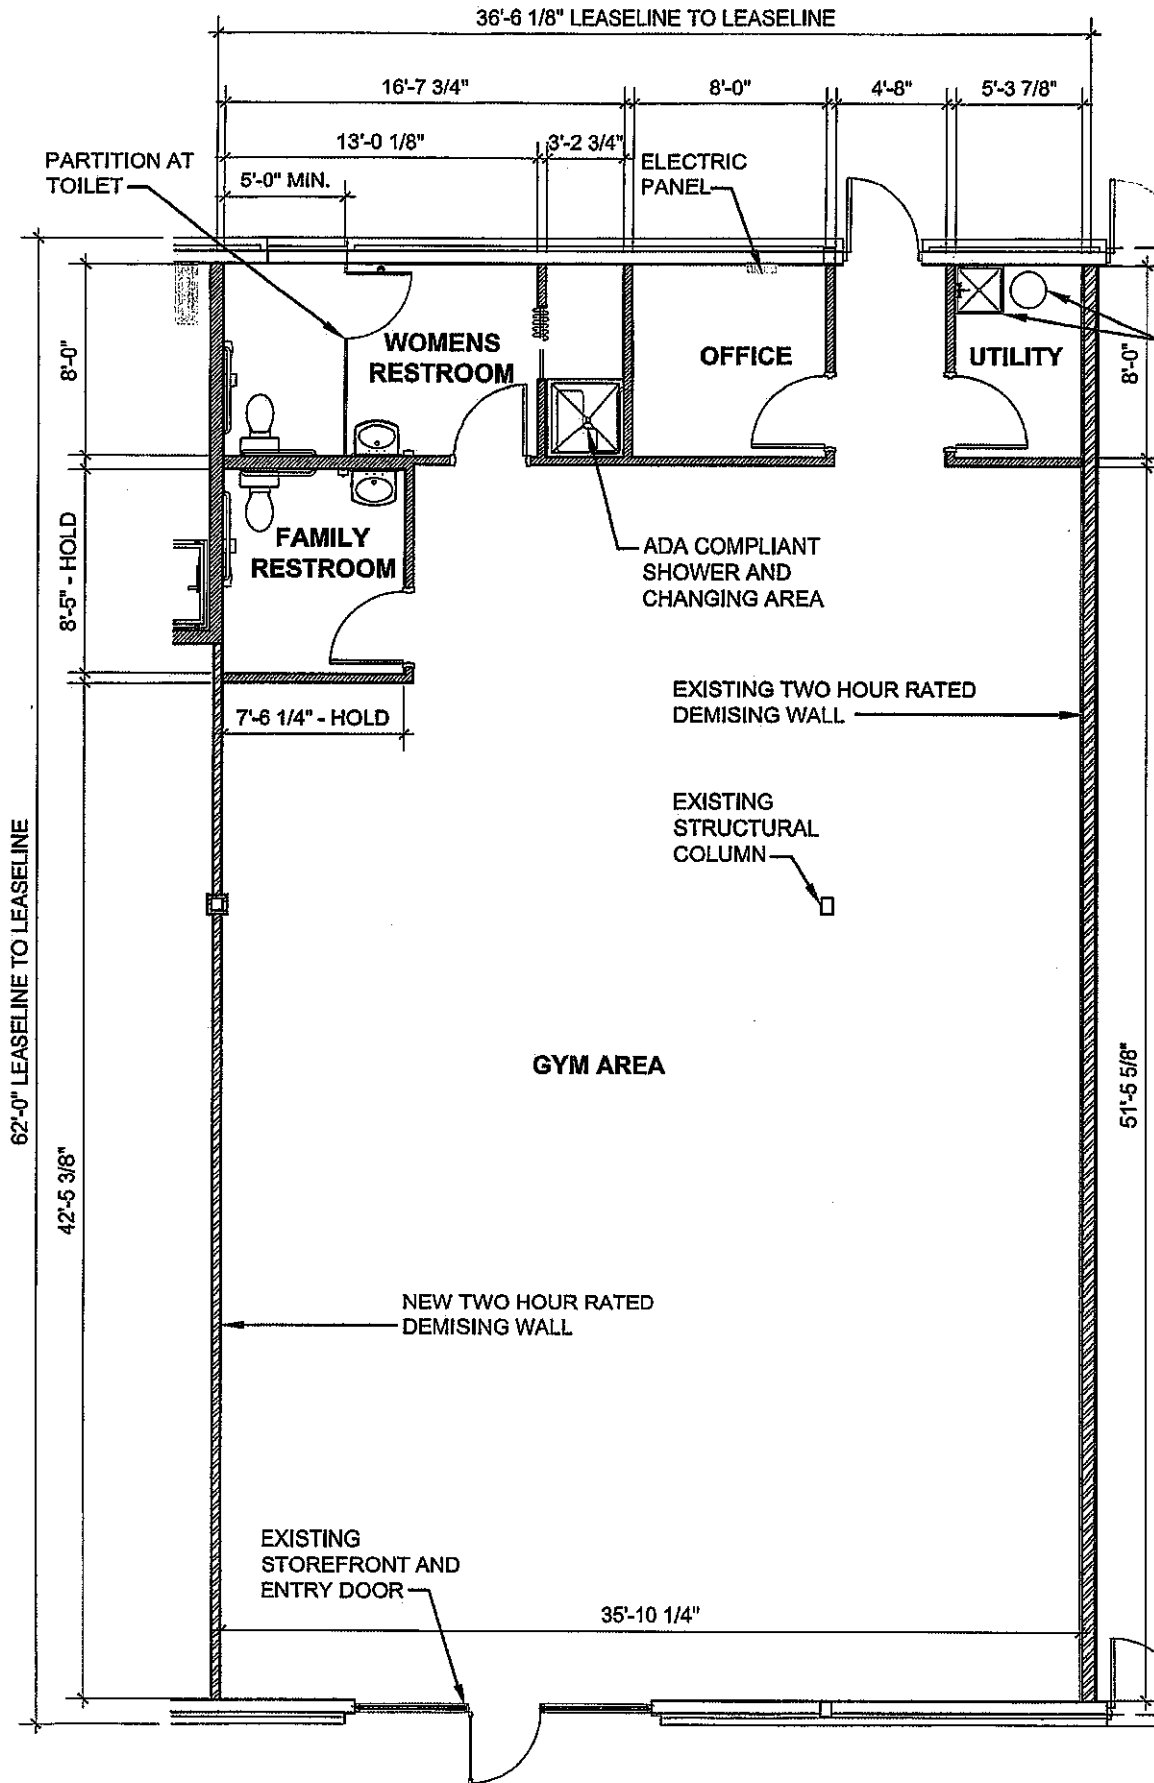 36'-6 1/8" LEASELINE TO LEASELINE
16'-7 3/4"
8'-0"
4'-8"
5'-3 7/8"
13'-0 1/8"
3'-2 3/4"
PARTITION AT
TOILET
5'-0" MIN.
ELECTRIC
PANEL
8'-0"
WOMENS
RESTROOM
OFFICE
UTILITY
8'-0"
8'-5" - HOLD
FAMILY
RESTROOM
ADA COMPLIANT
SHOWER AND
CHANGING AREA
7'-6 1/4" - HOLD
EXISTING TWO HOUR RATED
DEMISING WALL
EXISTING
STRUCTURAL
COLUMN
62'-0" LEASELINE TO LEASELINE
GYM AREA
51'-5 5/8"
42'-5 3/8"
NEW TWO HOUR RATED
DEMISING WALL
EXISTING
STOREFRONT AND
ENTRY DOOR
35'-10 1/4"